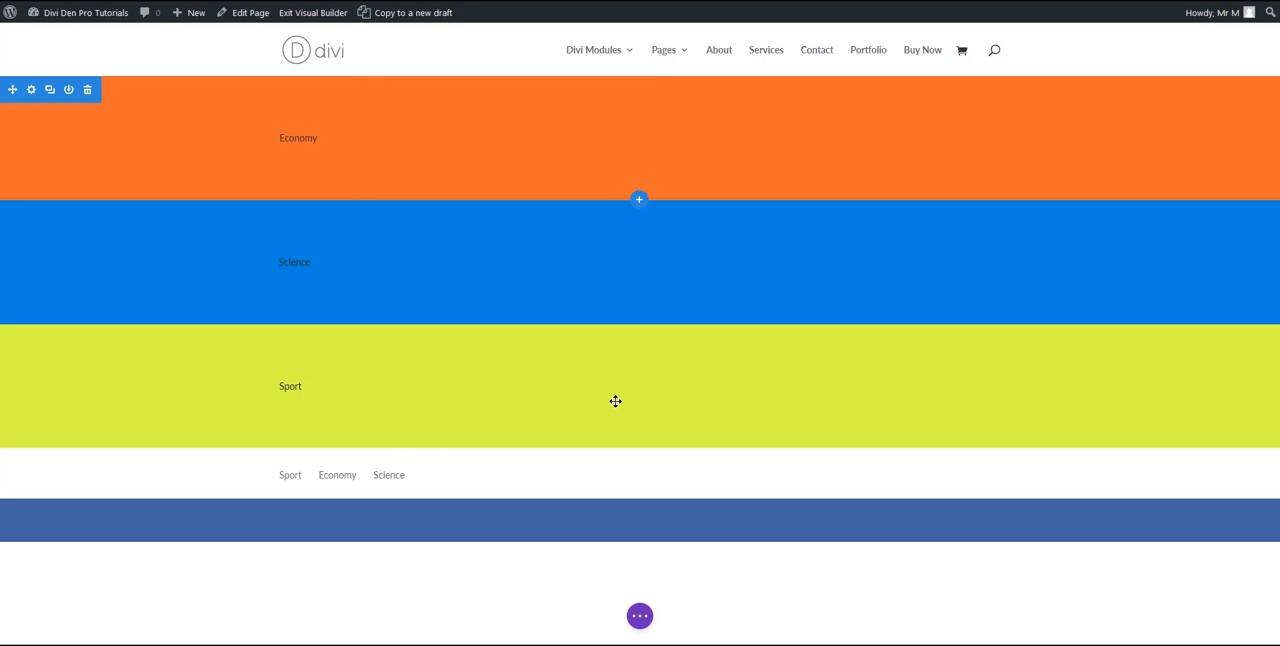 Divi Den Pro Tutorials 0 New Edit Page Exit Visual Builder Copy to a new draft Howdy, Mr M
D divi Divi Modules Pages About Services Contact Portfolio Buy Now
Economy
Science
Sport
Sport Economy Science